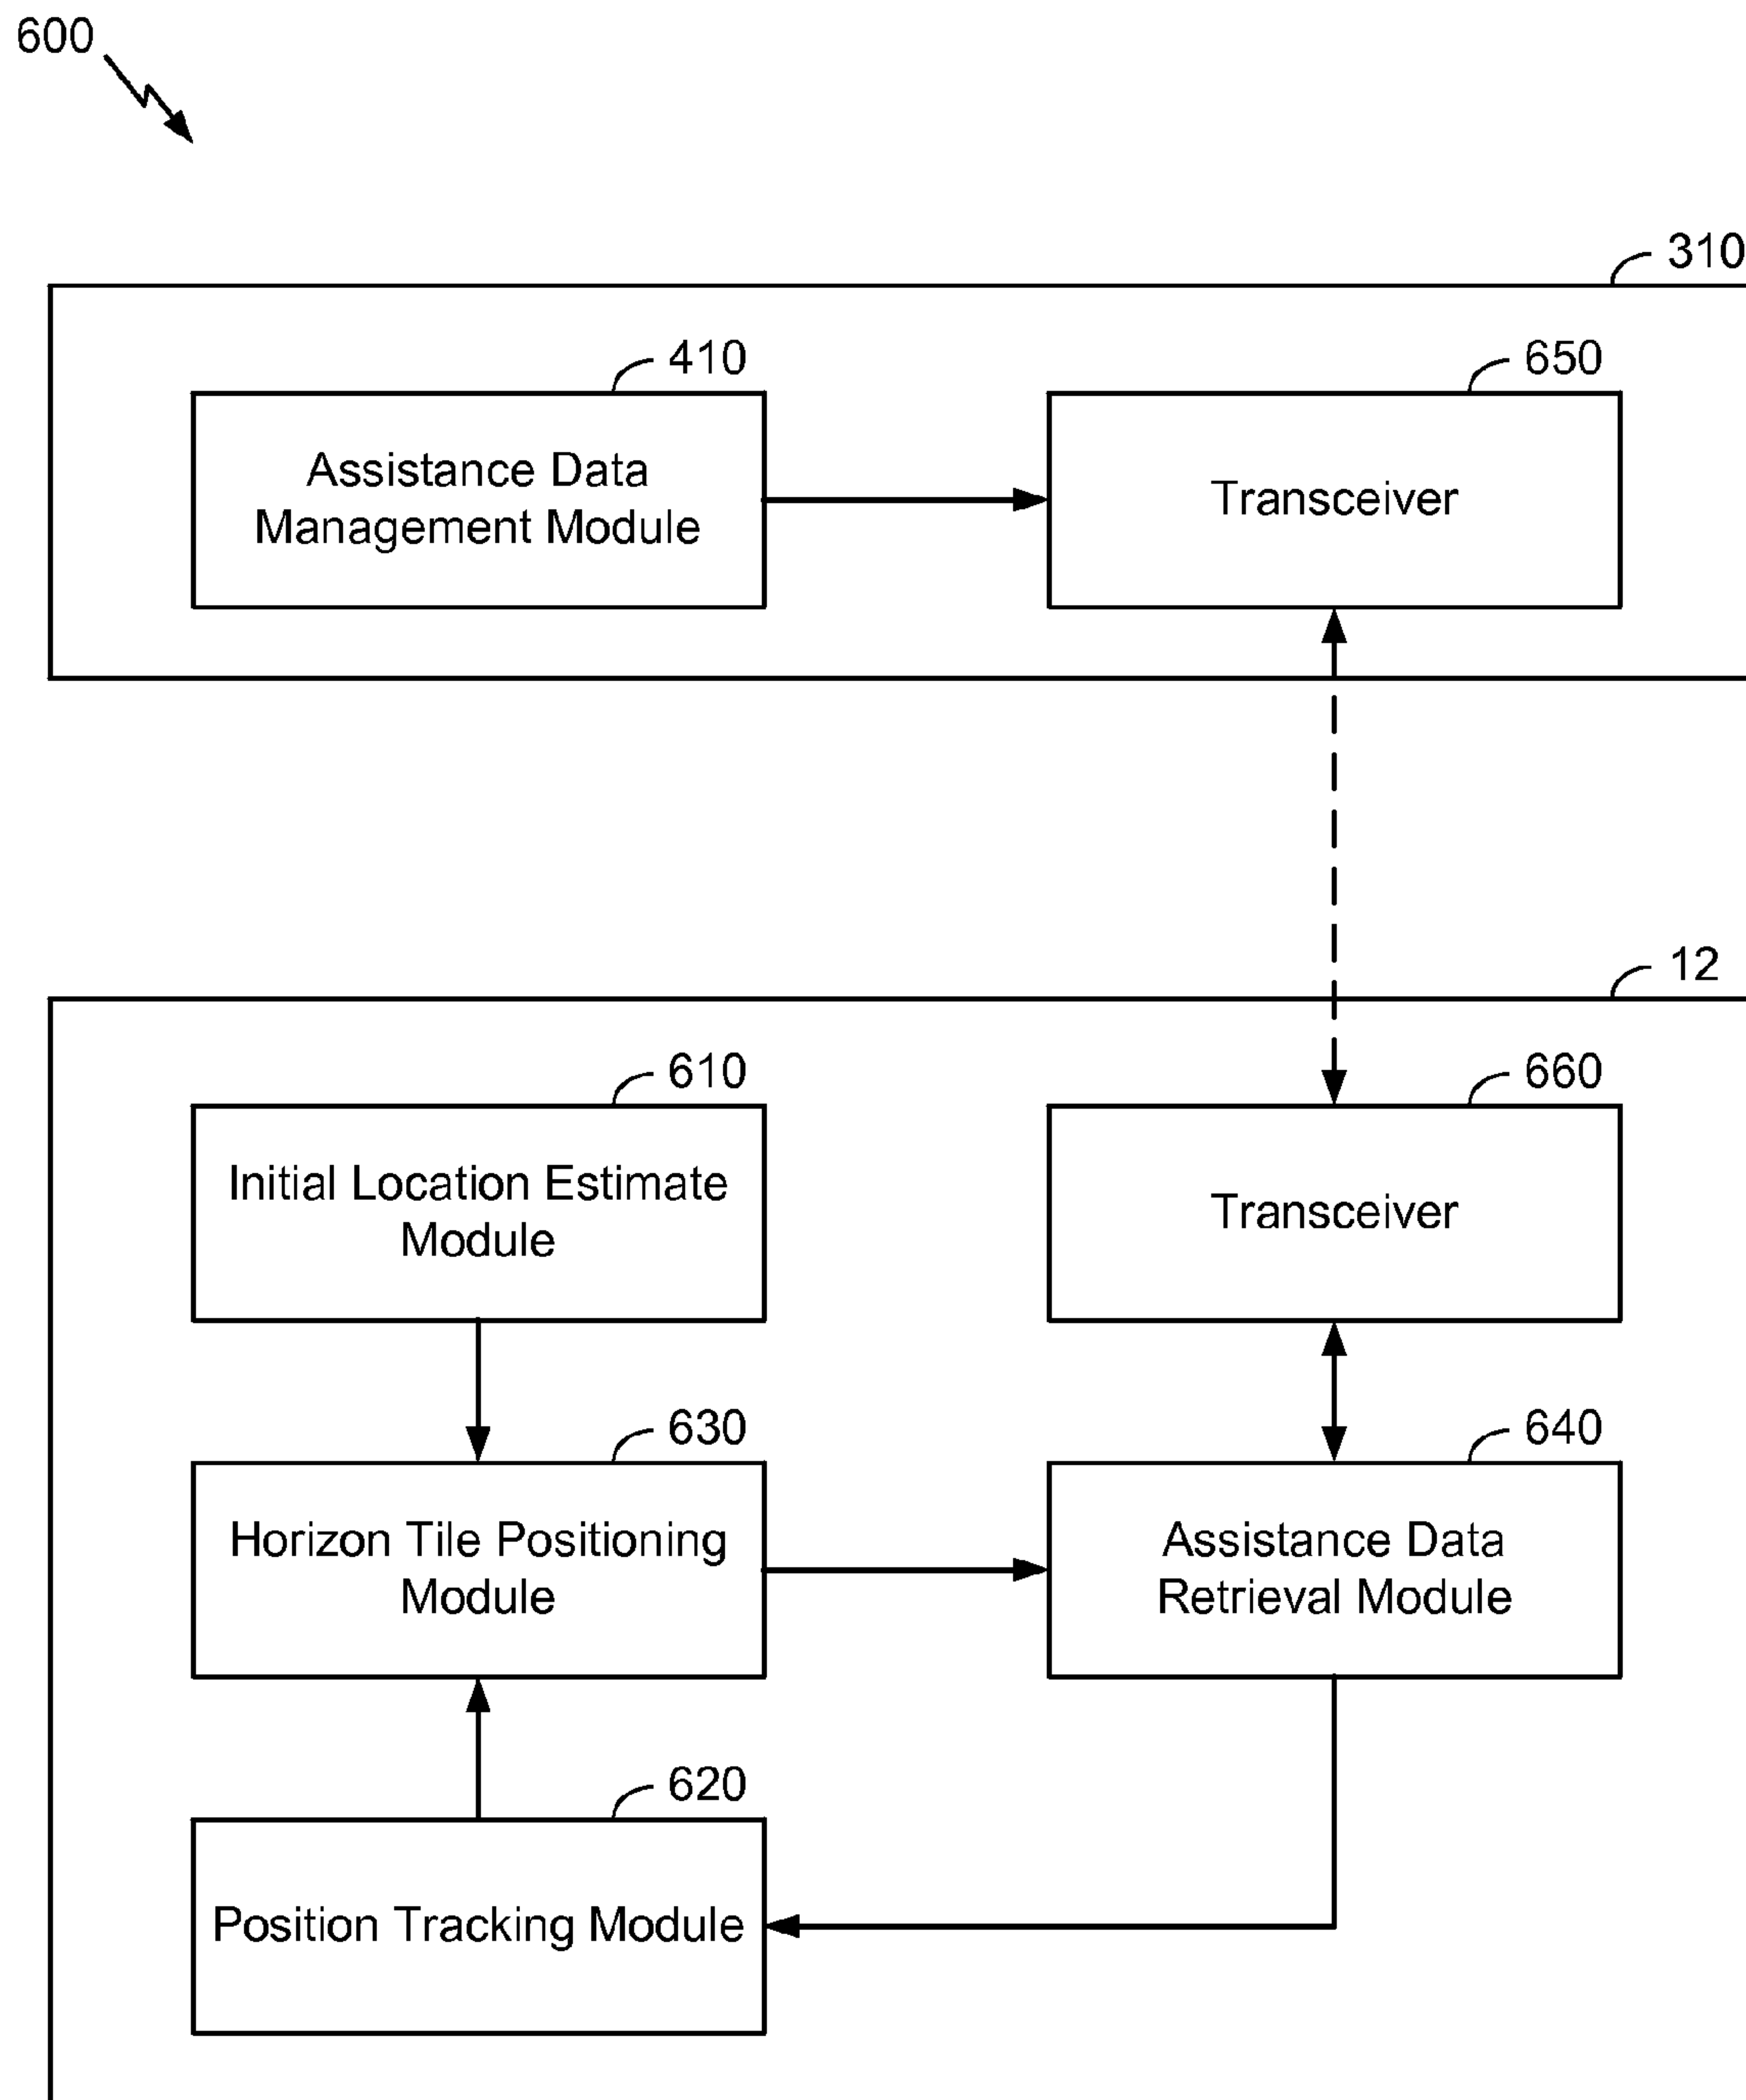 600
310
410
650
Assistance Data
Management Module
Transceiver
12
610
660
Initial Location Estimate
Module
Transceiver
630
640
Horizon Tile Positioning
Module
Assistance Data
Retrieval Module
620
Position Tracking Module